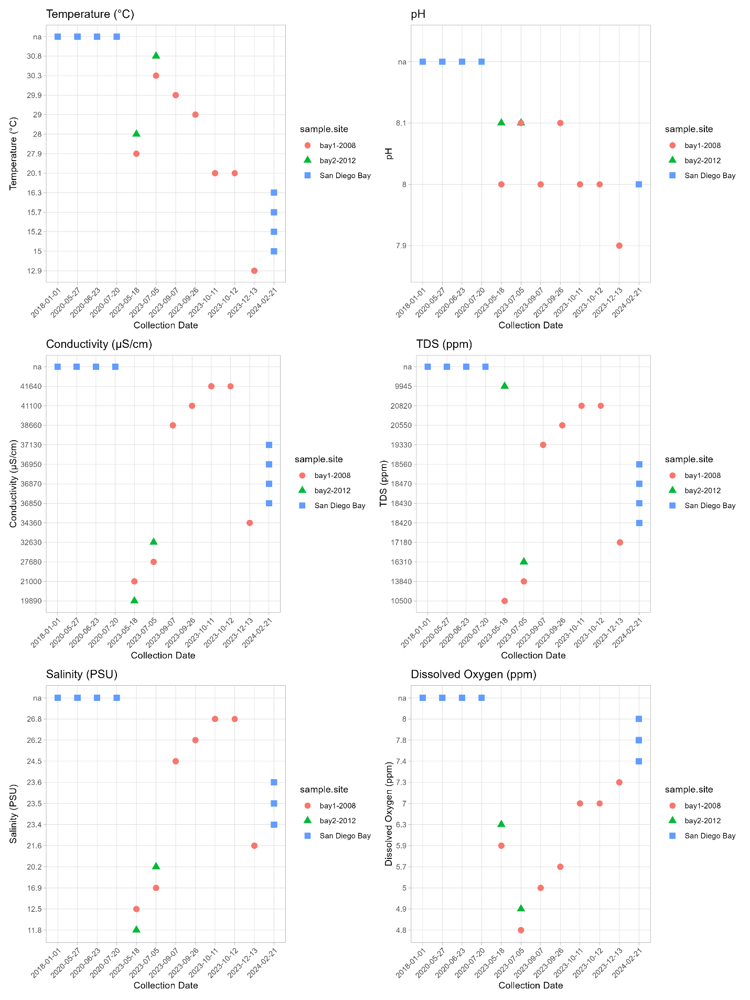 Temperature (°C)
na
30.8
30.3
29.9
29
28
27.9
20.1
16.3
15.7
15.2
15
12.9
Temperature (°C)
2018-01-01
2020-05-27
2020-06-23
2020-07-20
2023-05-18
2023-07-05
2023-09-07
2023-09-26
2023-10-11
2023-10-12
2023-12-13
2024-02-21
Collection Date
sample.site
bay1-2008
bay2-2012
San Diego Bay
pH
na
8.1
8
7.9
pH
2018-01-01
2020-05-27
2020-06-23
2020-07-20
2023-05-18
2023-07-05
2023-09-07
2023-09-26
2023-10-11
2023-10-12
2023-12-13
2024-02-21
Collection Date
sample.site
bay1-2008
bay2-2012
San Diego Bay
Conductivity (µS/cm)
na
41640
41100
38660
37130
36950
36870
36850
34360
32630
27680
21000
19890
Conductivity (µS/cm)
2018-01-01
2020-05-27
2020-06-23
2020-07-20
2023-05-18
2023-07-05
2023-09-07
2023-09-26
2023-10-11
2023-10-12
2023-12-13
2024-02-21
Collection Date
sample.site
bay1-2008
bay2-2012
San Diego Bay
TDS (ppm)
na
9945
20820
20550
19330
18560
18470
18430
18420
17180
16310
13840
10500
TDS (ppm)
2018-01-01
2020-05-27
2020-06-23
2020-07-20
2023-05-18
2023-07-05
2023-09-07
2023-09-26
2023-10-11
2023-10-12
2023-12-13
2024-02-21
Collection Date
sample.site
bay1-2008
bay2-2012
San Diego Bay
Salinity (PSU)
na
26.8
26.2
24.5
23.6
23.5
23.4
21.6
20.2
16.9
12.5
11.8
Salinity (PSU)
2018-01-01
2020-05-27
2020-06-23
2020-07-20
2023-05-18
2023-07-05
2023-09-07
2023-09-26
2023-10-11
2023-10-12
2023-12-13
2024-02-21
Collection Date
sample.site
bay1-2008
bay2-2012
San Diego Bay
Dissolved Oxygen (ppm)
na
8
7.8
7.4
7.3
7
6.3
5.9
5.7
5
4.9
4.8
Dissolved Oxygen (ppm)
2018-01-01
2020-05-27
2020-06-23
2020-07-20
2023-05-18
2023-07-05
2023-09-07
2023-09-26
2023-10-11
2023-10-12
2023-12-13
2024-02-21
Collection Date
sample.site
bay1-2008
bay2-2012
San Diego Bay